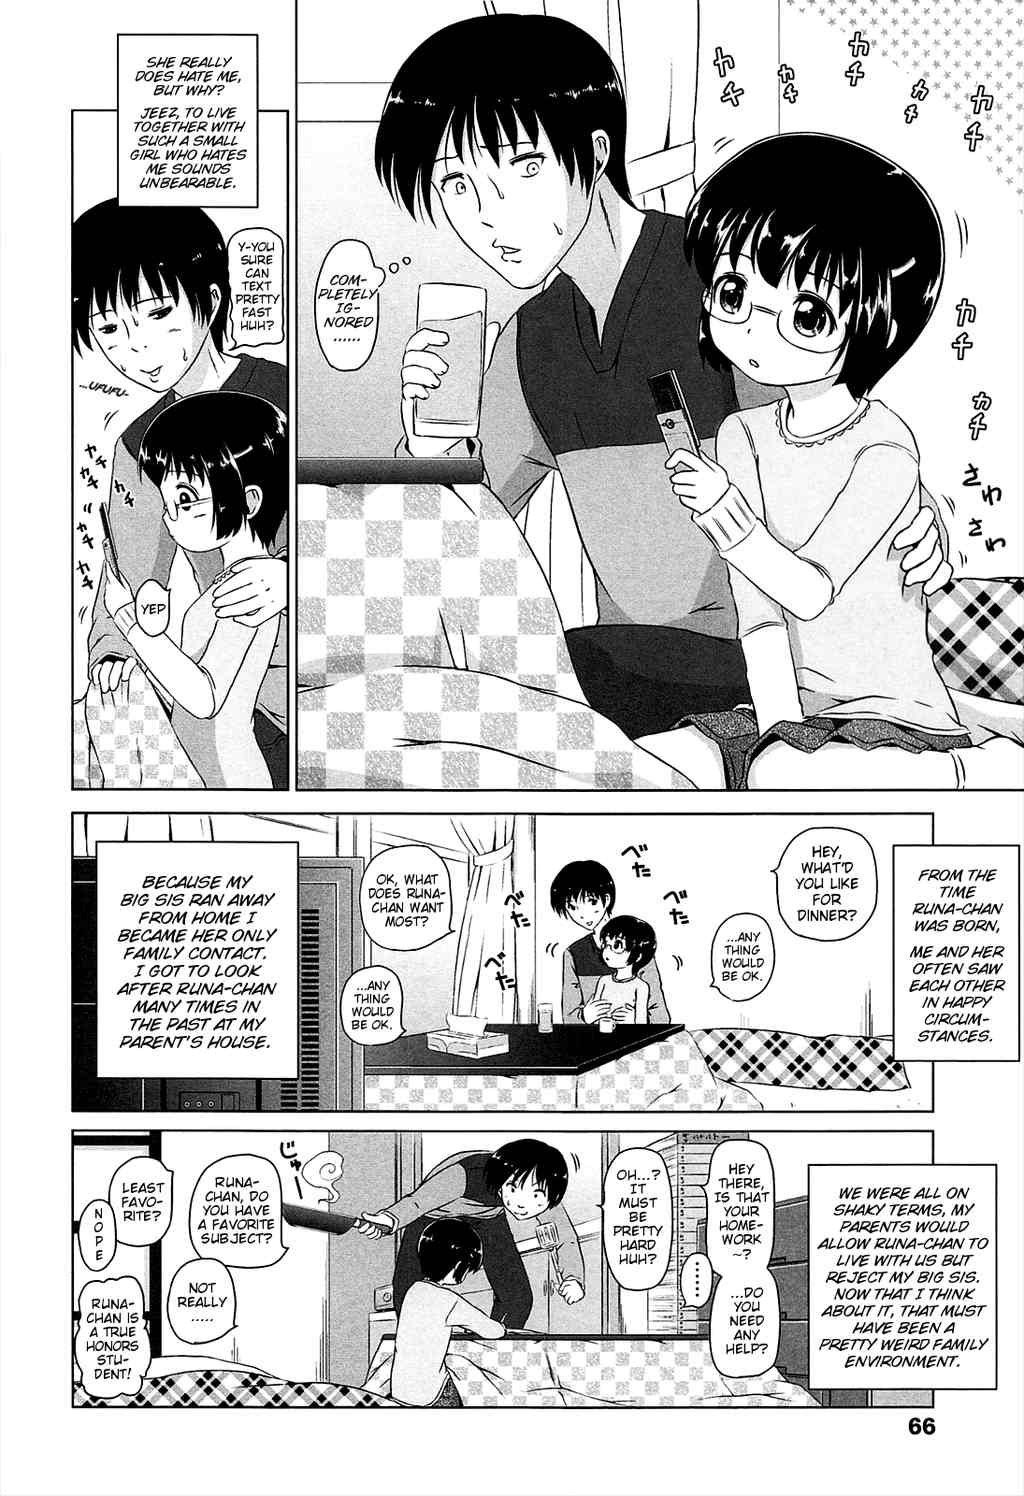 カチ
カチ
カチ
カチ
カチ
カチ
カチ
さわ
さわ
COM-
PLETELY
IG-
NORED
......
SHE REALLY
DOES HATE ME,
BUT WHY?
JEEZ, TO LIVE
TOGETHER WITH
SUCH A SMALL
GIRL WHO HATES
ME SOUNDS
UNBEARABLE.
Y-YOU
SURE
CAN
TEXT
PRETTY
FAST
HUH?
...UFUFU-
カチ
カチ
カチ
カチ
YEP
FROM THE
TIME
RUNA-CHAN
WAS BORN,
ME AND HER
OFTEN SAW
EACH OTHER
IN HAPPY
CIRCUM-
STANCES.
HEY,
WHAT'D
YOU LIKE
FOR
DINNER?
...ANY
THING
WOULD
BE OK.
べた
べた
OK, WHAT
DOES RUNA-
CHAN WANT
MOST?
...ANY
THING
WOULD
BE OK.
BECAUSE MY
BIG SIS RAN AWAY
FROM HOME I
BECAME HER ONLY
FAMILY CONTACT.
I GOT TO LOOK
AFTER RUNA-CHAN
MANY TIMES IN
THE PAST AT MY
PARENT'S HOUSE.
WE WERE ALL ON
SHAKY TERMS, MY
PARENTS WOULD
ALLOW RUNA-CHAN TO
LIVE WITH US BUT
REJECT MY BIG SIS.
NOW THAT I THINK
ABOUT IT, THAT MUST
HAVE BEEN A
PRETTY WEIRD FAMILY
ENVIRONMENT.
HEY
THERE,
IS THAT
YOUR
HOME-
WORK
~?
......
...DO
YOU
NEED
ANY
HELP?
OH...?
IT
MUST
BE
PRETTY
HARD
HUH?
じゅー
RUNA-
CHAN, DO
YOU HAVE
A FAVORITE
SUBJECT?
NOT
REALLY
.....
LEAST
FAVO-
RITE?
NOPE
RUNA-
CHAN IS
A TRUE
HONORS
STU-
DENT!
66